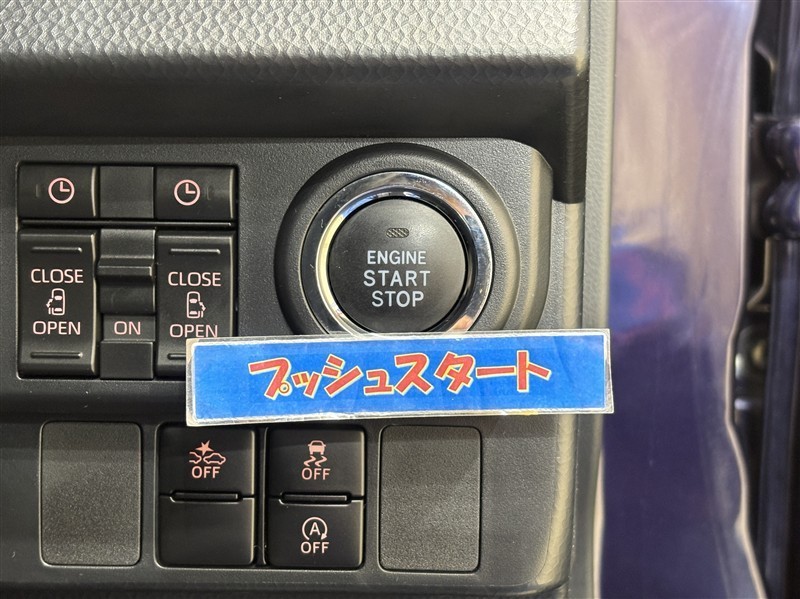 ENGINE
START
STOP
CLOSE
OPEN
ON
CLOSE
OPEN
プッシュスタート
OFF
OFF
A
OFF